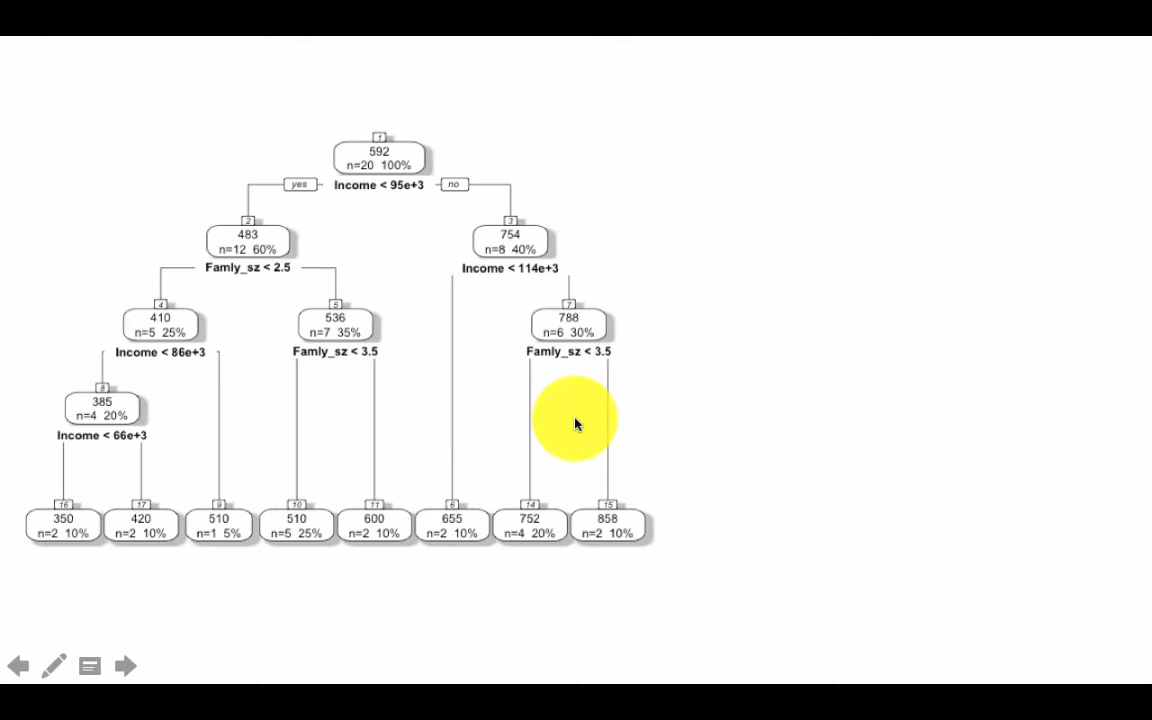 1
592
n=20 100%
yes Income < 95e+3 no
2
483
n=12 60%
Famly_sz < 2.5
3
754
n=8 40%
Income < 114e+3
4
410
n=5 25%
Income < 86e+3
5
536
n=7 35%
Famly_sz < 3.5
7
788
n=6 30%
Famly_sz < 3.5
8
385
n=4 20%
Income < 66e+3
16
350
n=2 10%
17
420
n=2 10%
9
510
n=1 5%
10
510
n=5 25%
11
600
n=2 10%
6
655
n=2 10%
14
752
n=4 20%
15
858
n=2 10%